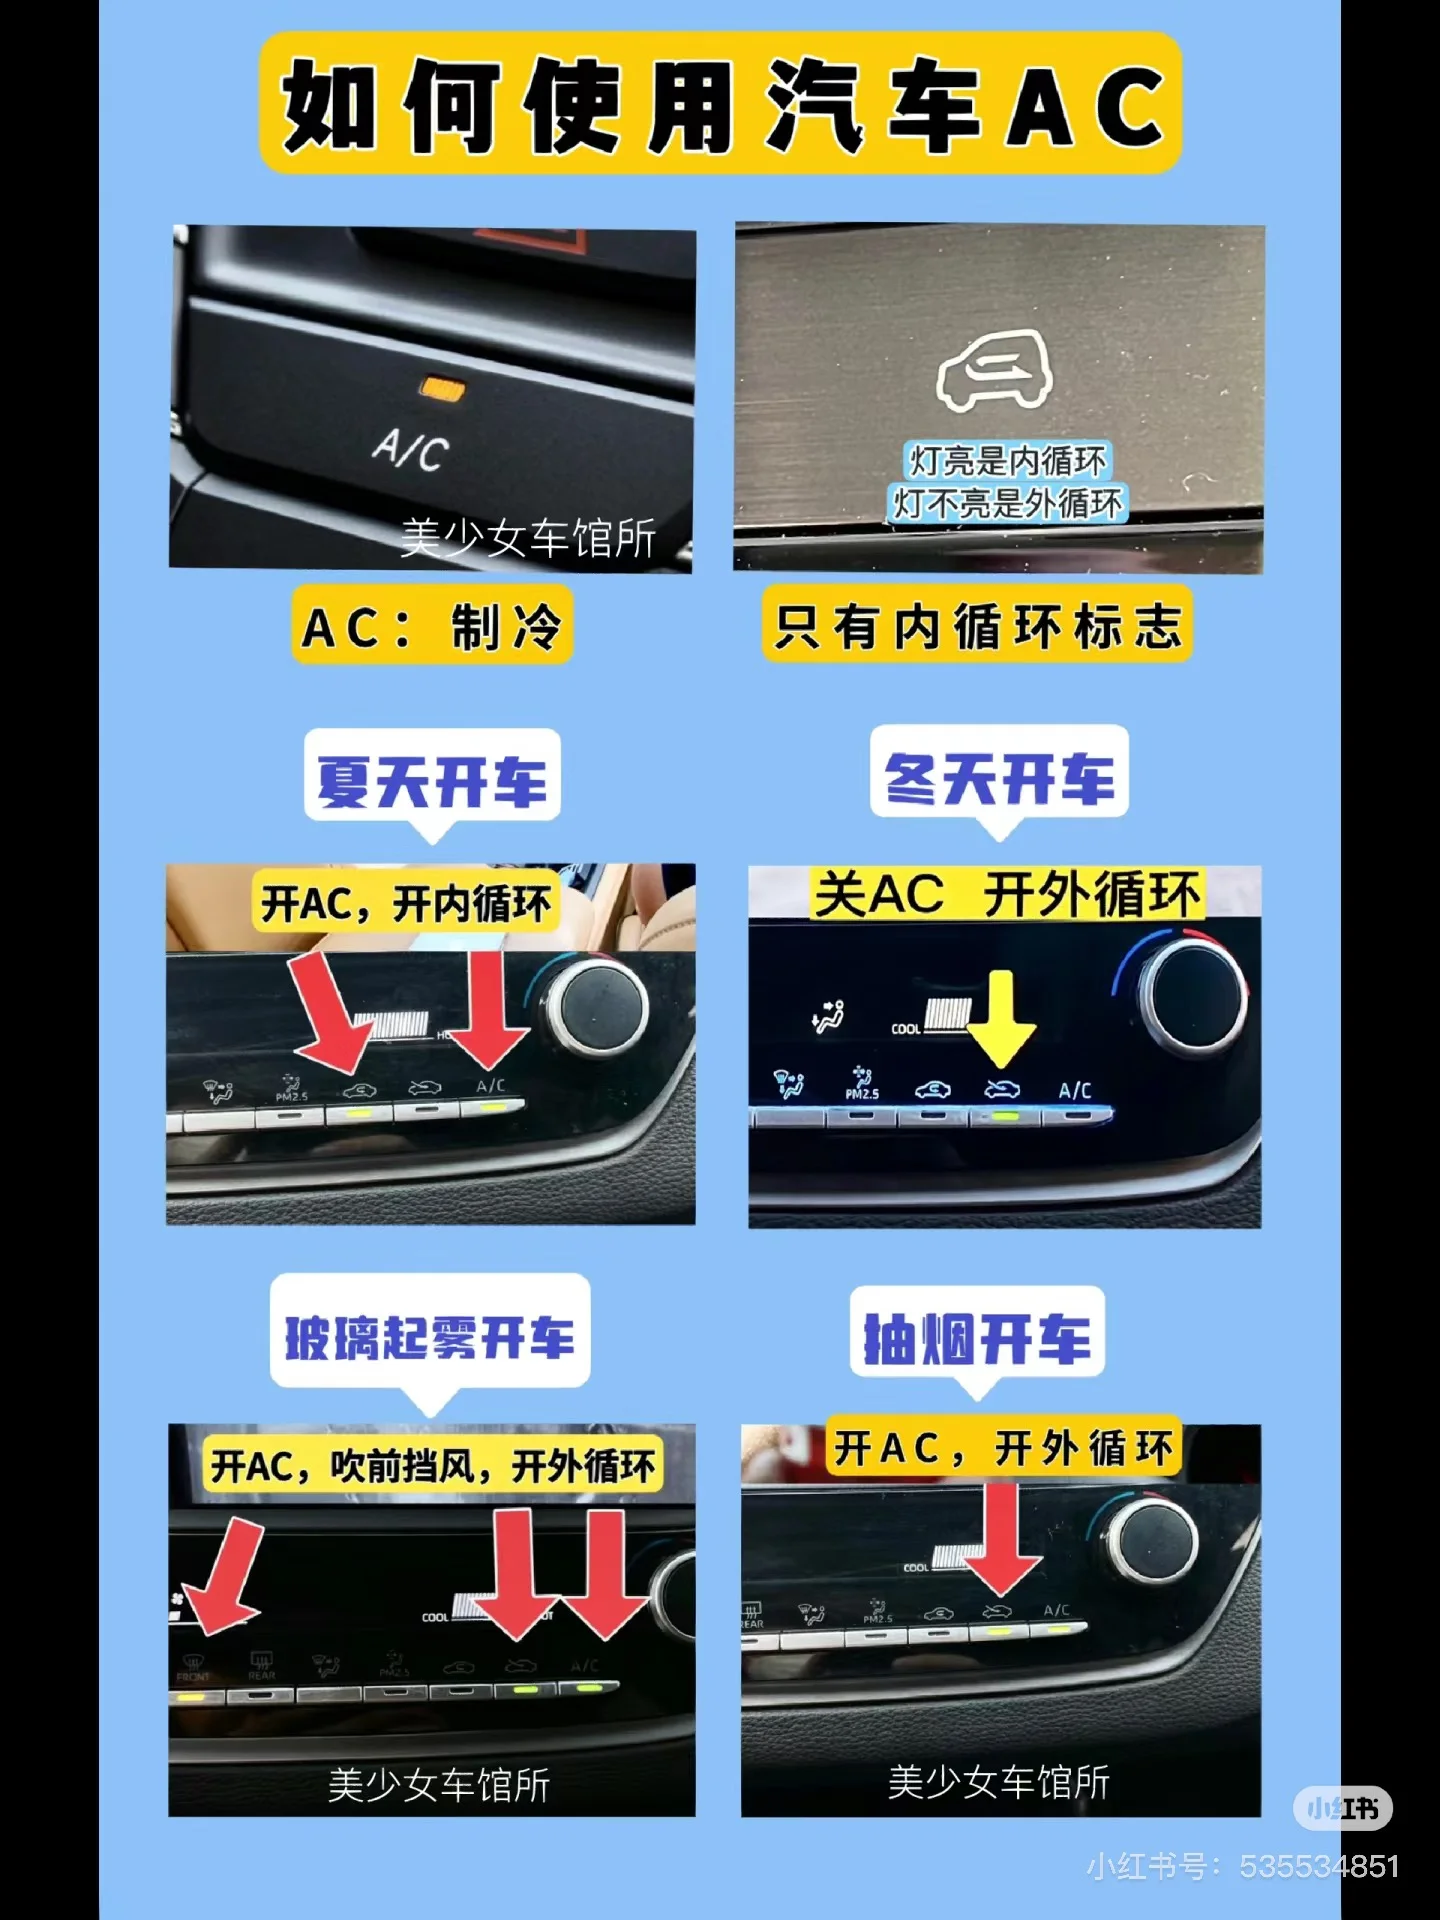 如何使用汽车AC
A/C
美少女车馆所
灯亮是内循环
灯不亮是外循环
AC：制冷
只有内循环标志
夏天开车
冬天开车
开AC，开内循环
PM2.5
A/C
关AC 开外循环
COOL
PM2.5
A/C
玻璃起雾开车
抽烟开车
开AC，吹前挡风，开外循环
COOL
FRONT
REAR
PM2.5
A/C
美少女车馆所
开AC，开外循环
COOL
PM2.5
A/C
美少女车馆所
小红书
小红书号：535534851